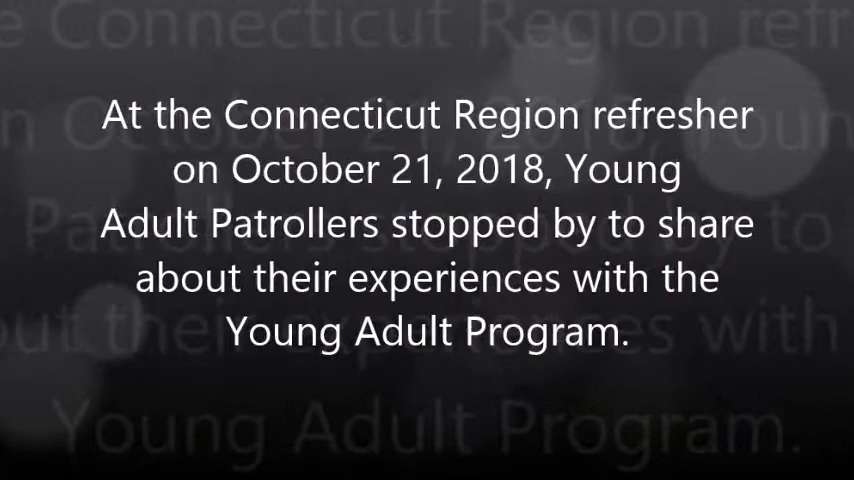 At the Connecticut Region refresher
on October 21, 2018, Young
Adult Patrollers stopped by to share
about their experiences with the
Young Adult Program.